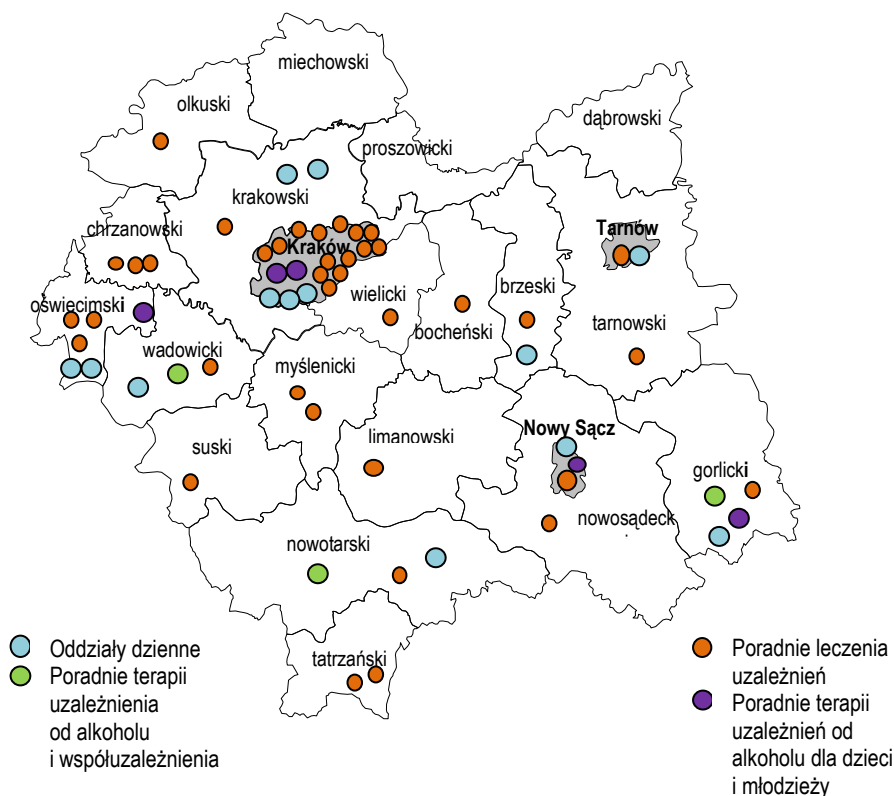 miechowski
olkuski
dąbrowski
proszowicki
krakowski
chrzanowski
Tarnów
Kraków
oświęcimski
wielicki
brzeski
bocheński
tarnowski
wadowicki
myślenicki
Nowy Sącz
limanowski
suski
gorlicki
nowosądeck
nowotarski
tatrzański
Oddziały dzienne
Poradnie terapii
uzależnienia
od alkoholu
i współuzależnienia
Poradnie leczenia
uzależnień
Poradnie terapii
uzależnień od
alkoholu dla dzieci
i młodzieży